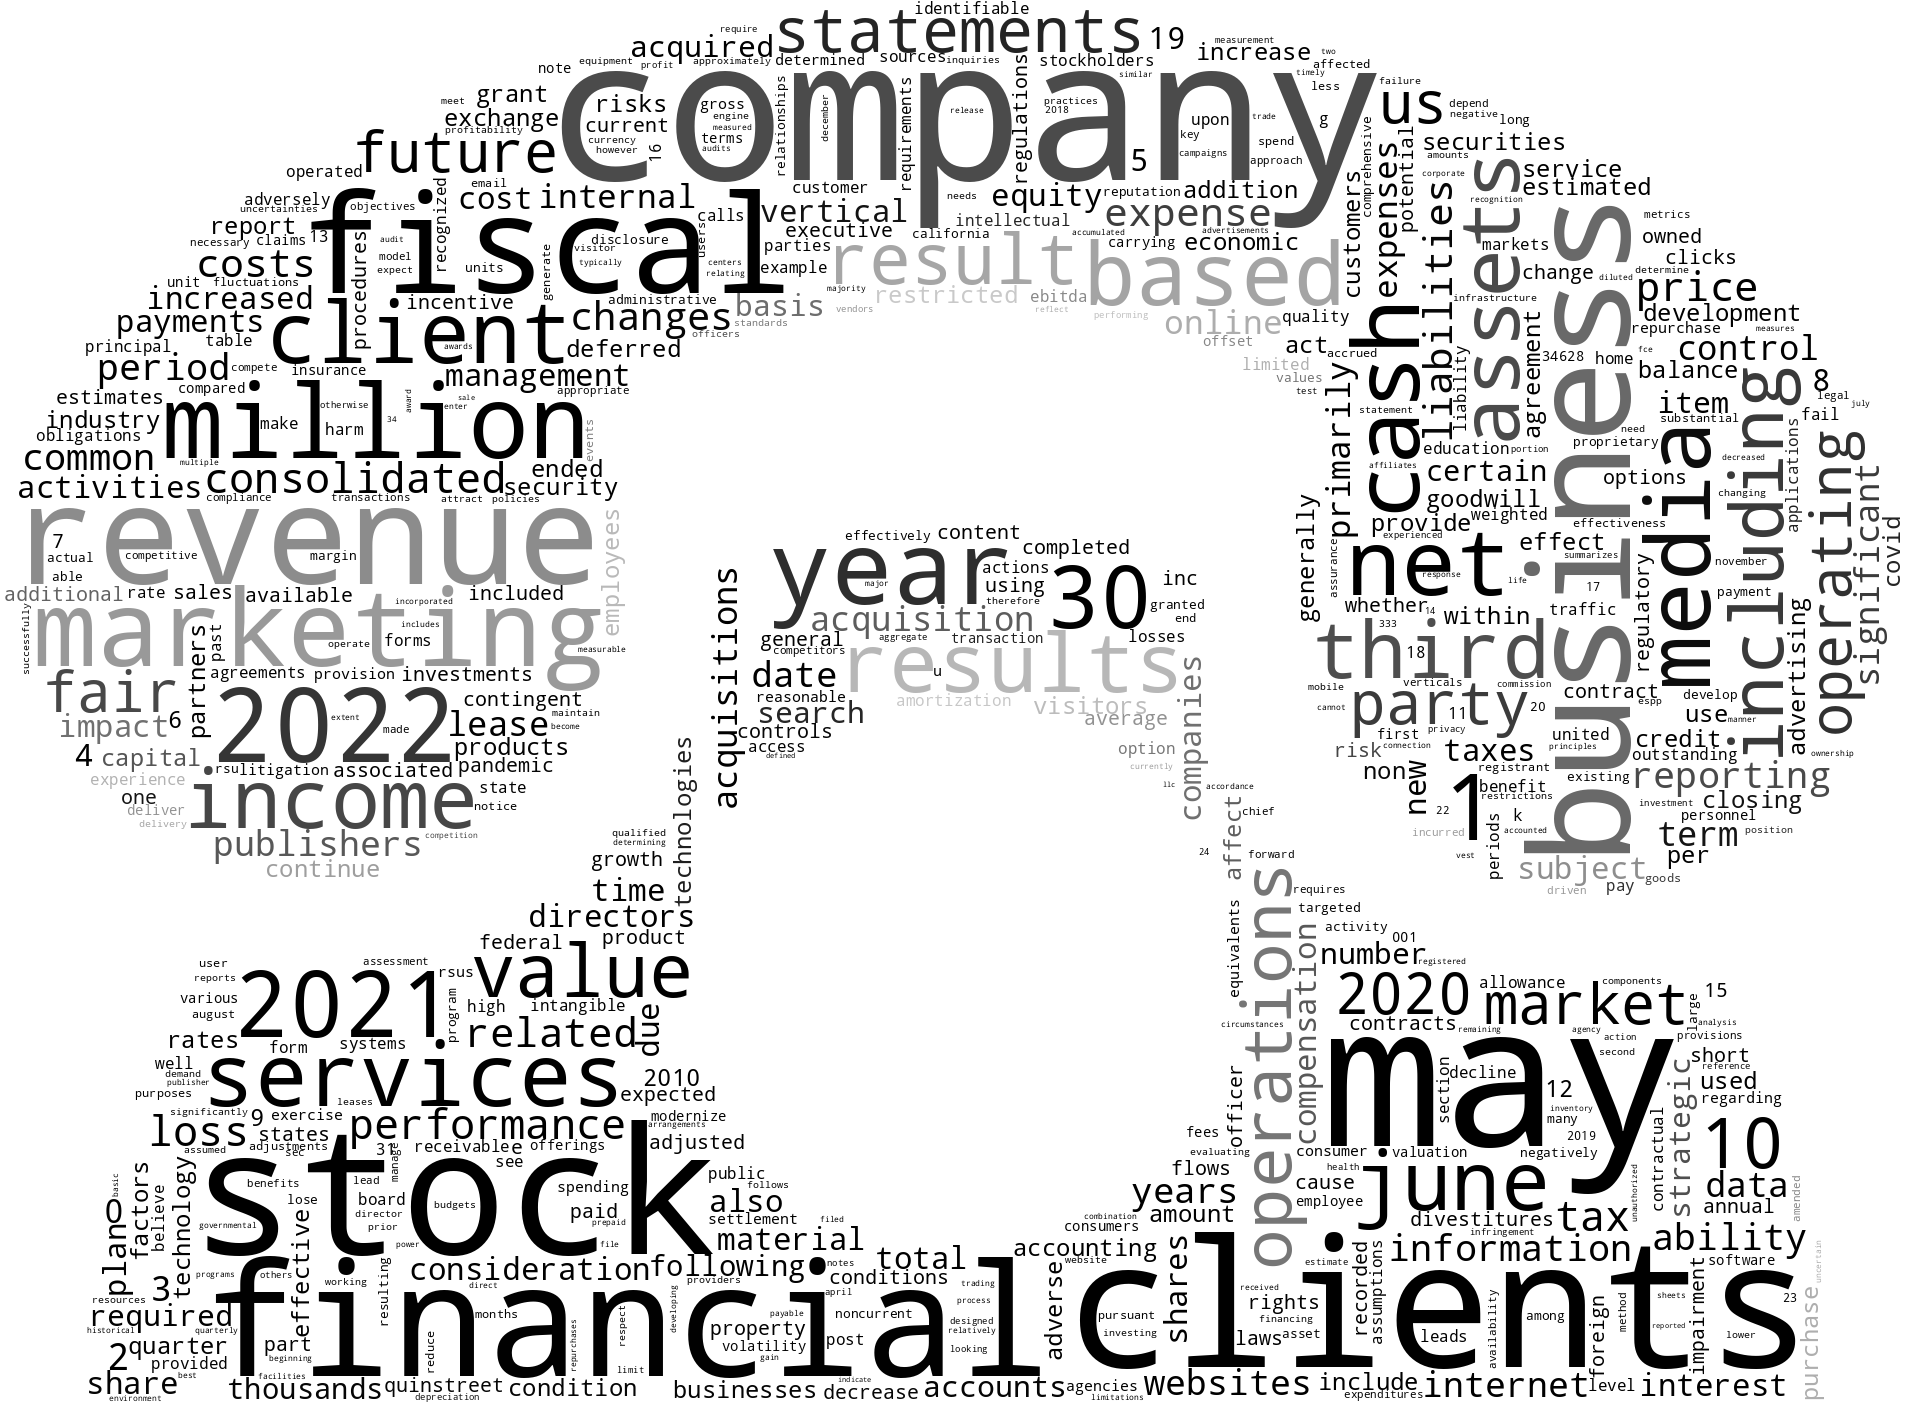 identifiable
require statements 19 measurement two
acquired increase affected
note equipment profit approximately determined sources inquiries stockholders similar timely less
company us failure
meet grant risks gross engine measured terms audits december relationships requirements release regulations practices 2018 upon key trade g spend depend negative long
exchange profitability current currency however 16 5 campaigns approach comprehensive potential securities
future operated email customer needs equity reputation addition customers expenses amounts corporate service estimated
adversely uncertainties objectives recognized cost internal calls users vertical intellectual expense recognition
fiscal report necessary claims 13 audit model expect visitor disclosure typically executive california accumulated advertisements metrics owned
costs unit fluctuations procedures units generate centers relating parties example result carrying economic based markets clicks
increased incentive administrative majority restricted ebitda change diluted determine price
payments client changes basis standards vendors reflect performing online quality infrastructure development
principal table awards deferred officers offset act accrued agreement 34628 repurchase measures home fce control
period compete insurance management appropriate limited values test cash liabilities liability assets balance
estimates compared million otherwise 34 award sale enter primarily statement item 8 legal july
industry make harm events need substantial fail
obligations multiple education portion proprietary decreased applications
common consolidated ended affiliates certain options changing
activities compliance transactions attract policies security goodwill business media including operating significant
revenue employees effectively content generally provide weighted experienced effectiveness covid
7 actual able competitive margin year actions completed net effect summarizes november
additional rate sales available incorporated included major using 30 inc assurance response life 17 payment
marketing successfully past includes operate forms measurable therefore granted end whether 14 within traffic
acquisition general aggregate transaction losses 333 third 18 regulatory advertising
fair partners agreements provision investments competitors results u date mobile verticals commission
impact 6 2022 extent made contingent lease maintain become reasonable amortization visitors party 11 20 contract develop espp
4 capital products search average cannot first privacy use manner
experience rsu litigation associated pandemic controls access defined option risk connection taxes united principles credit ownership
one income state notice acquisitions currently companies non registrant existing outstanding
deliver delivery llc accordance new 1 benefit restrictions reporting
publishers competition qualified determining technologies chief 22 k investment closing
continue growth 24 affect forward incurred accounted personnel term position
time vest periods subject per
directors requires driven pay goods
federal product operations targeted
user assessment value equivalents activity 001
reports 2021 rsus number registered
various program high intangible compensation 2020 allowance components 15
august related due circumstances contracts market large analysis
rates form systems remaining agency action provisions
well services may second short reference
demand publisher purposes leases 2010 expected officer section decline used regarding
significantly 9 exercise performance modernize arrangements 12 inventory many strategic
loss states adjusted fees 2019 10
assumed adjustments sec 31 receivable e offerings see evaluating consumer valuation negatively contractual
basic factors technology benefits lead manage public flows health june unauthorized data
0 believe lose board director prior stock budgets spending paid prepaid follows also years cause employee annual amended
plan governmental effective power file settlement filed combination amount divestitures tax
consumers infringement ability
consideration following material total accounting website information software uncertain
3 programs others working direct providers notes conditions trading estimate
resources resulting april received recorded assumptions sheets 23
required financial months developing payable noncurrent process adverse shares rights clients impairment
historical quarterly reduce respect property designed pursuant financing among method reported
2 quarter part volatility post relatively investing laws asset leads availability foreign lower
provided beginning repurchases gain looking purchase
share best facilities limit indicate
environment thousands quinstreet depreciation condition businesses decrease accounts agencies limitations websites include expenditures internet level interest